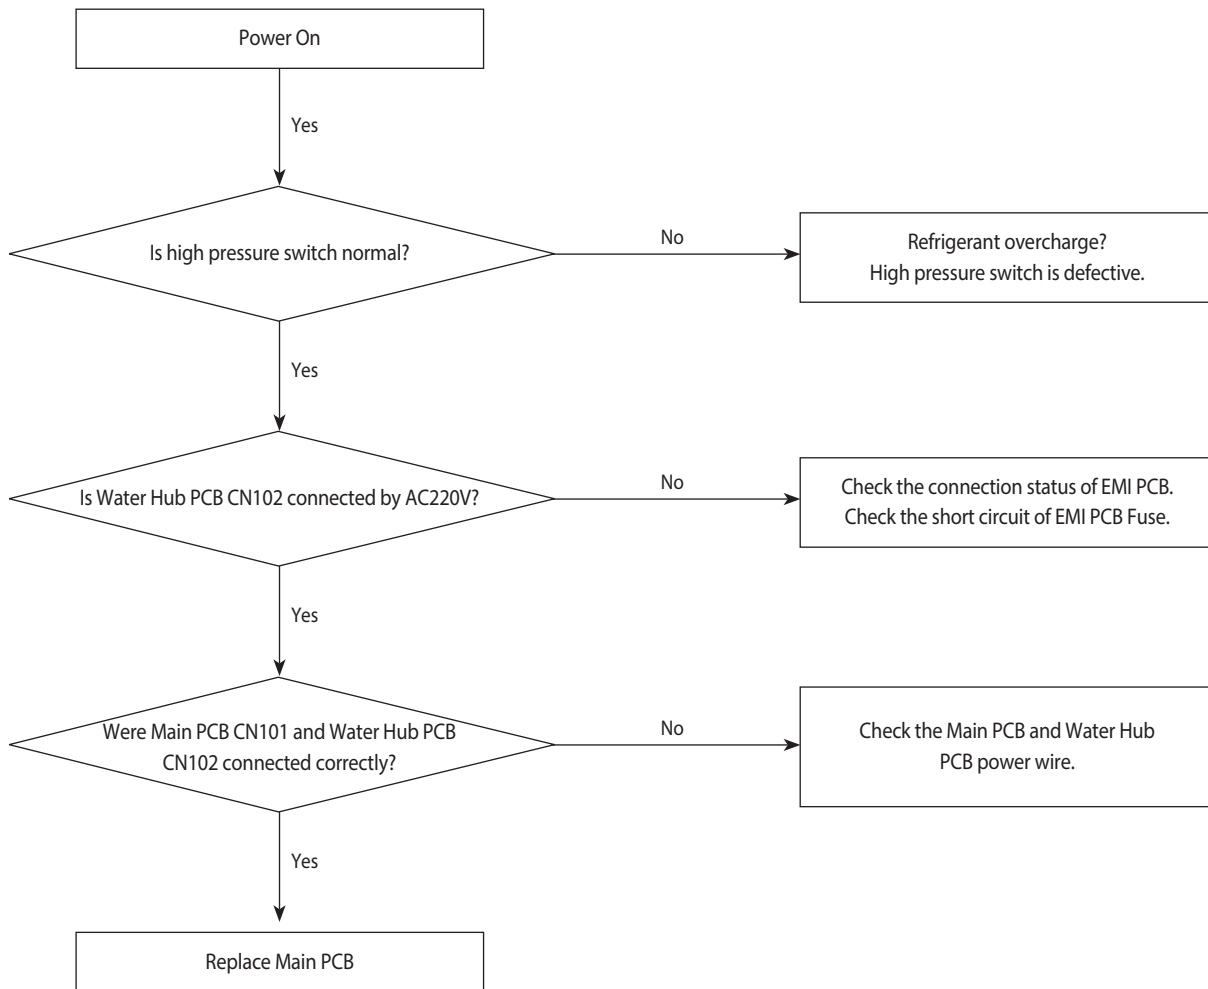 Power On
Yes
Is high pressure switch normal?
No
Refrigerant overcharge?
High pressure switch is defective.
Yes
Is Water Hub PCB CN102 connected by AC220V?
No
Check the connection status of EMI PCB.
Check the short circuit of EMI PCB Fuse.
Yes
Were Main PCB CN101 and Water Hub PCB
CN102 connected correctly?
No
Check the Main PCB and Water Hub
PCB power wire.
Yes
Replace Main PCB